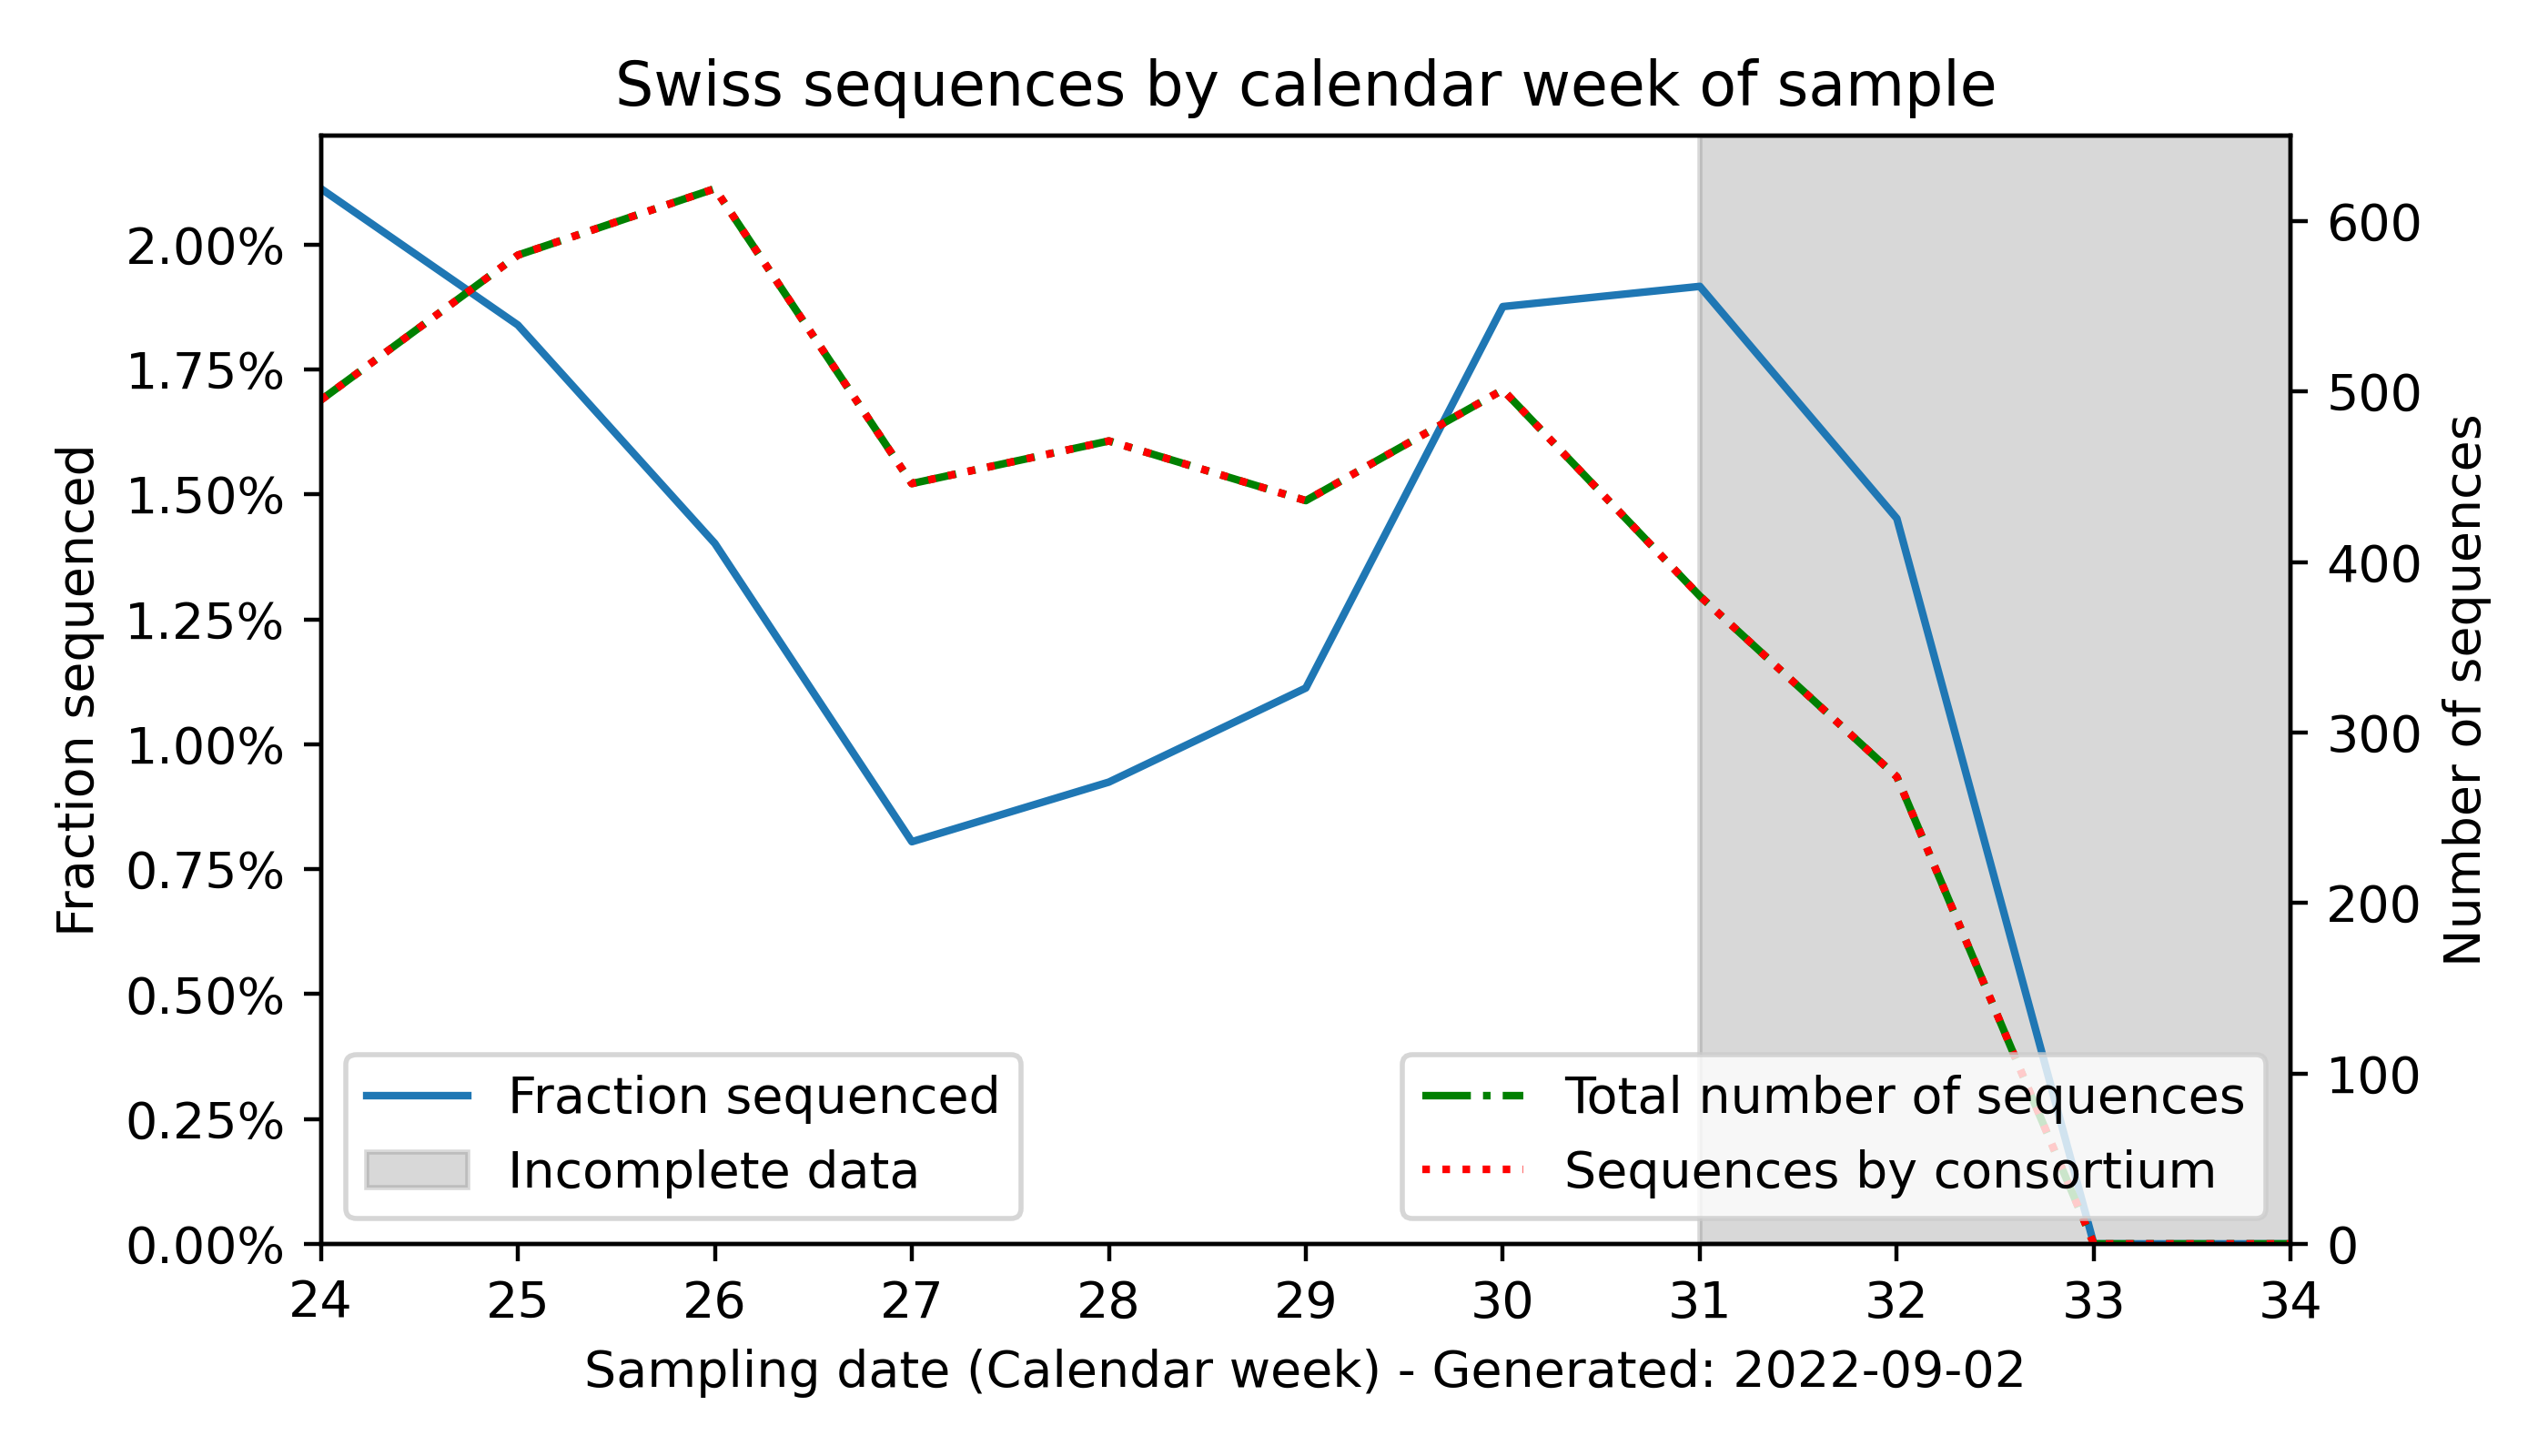 Swiss sequences by calendar week of sample
Fraction sequenced
2.00%
1.75%
1.50%
1.25%
1.00%
0.75%
0.50%
0.25%
0.00%
Fraction sequenced
Incomplete data
Total number of sequences
Sequences by consortium
600
500
400
300
200
100
0
Number of sequences
24 25 26 27 28 29 30 31 32 33 34
Sampling date (Calendar week) - Generated: 2022-09-02